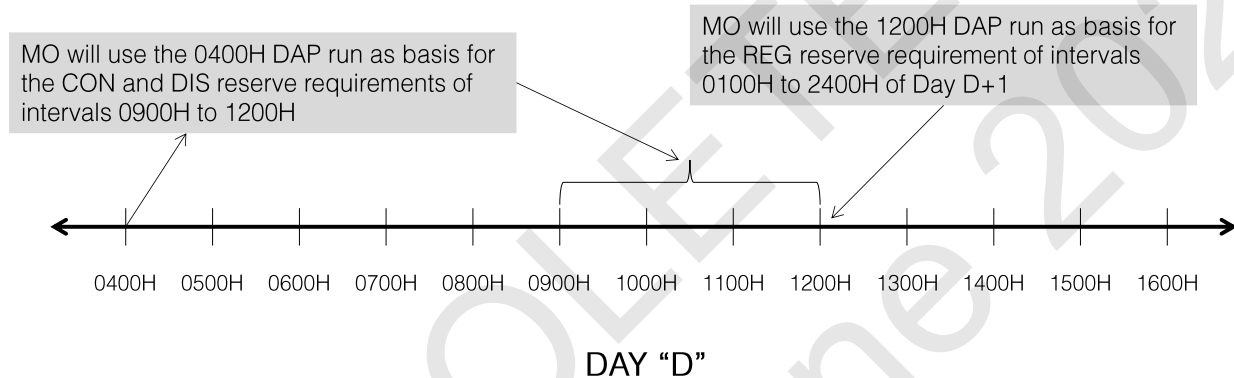 MO will use the 0400H DAP run as basis for
the CON and DIS reserve requirements of
intervals 0900H to 1200H
MO will use the 1200H DAP run as basis for
the REG reserve requirement of intervals
0100H to 2400H of Day D+1
0400H 0500H 0600H 0700H 0800H 0900H 1000H 1100H 1200H 1300H 1400H 1500H 1600H
DAY “D”